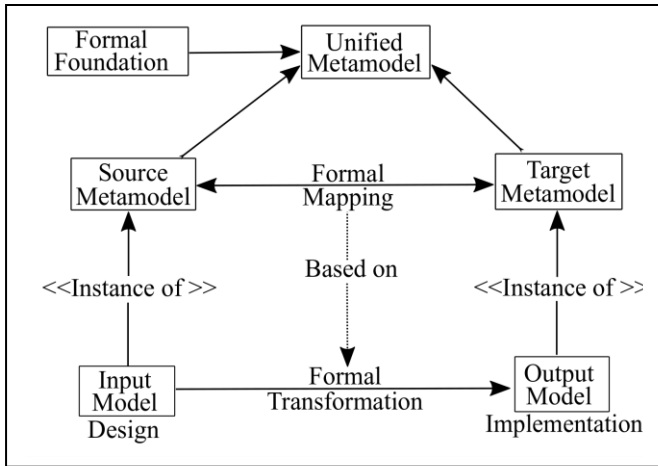 Formal
Foundation
Unified
Metamodel
Source
Metamodel
Formal
Mapping
Target
Metamodel
<<Instance of >>
Based on
<<Instance of >>
Input
Model
Design
Formal
Transformation
Output
Model
Implementation